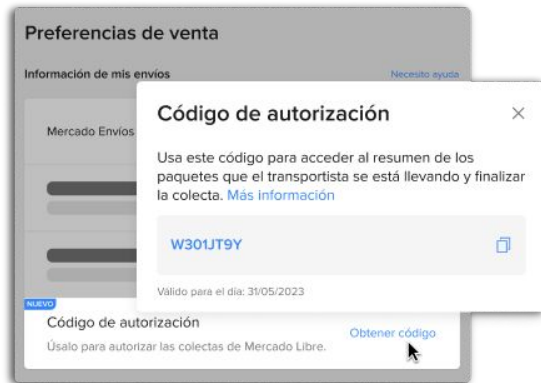 Preferencias de venta
Información de mis envíos
Necesito ayuda
Mercado Envíos
Código de autorización
Usa este código para acceder al resumen de los
paquetes que el transportista se está llevando y finalizar
la colecta. Más información
W301JT9Y
Válido para el día: 31/05/2023
NUEVO
Código de autorización
Úsalo para autorizar las colectas de Mercado Libre.
Obtener código